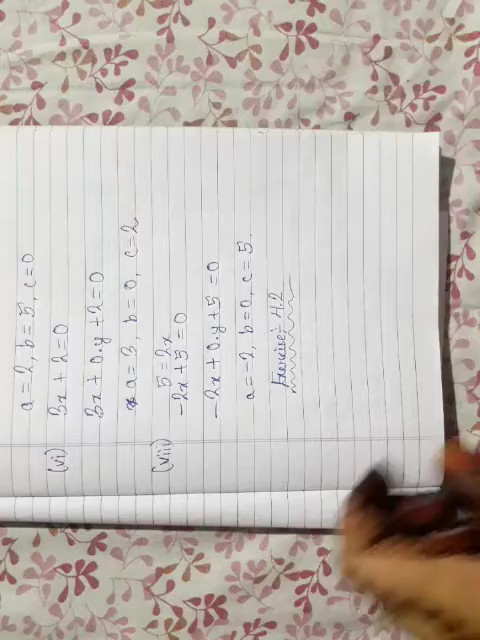 a = 2, b = 5, c = 0
(vi) 3x + 2 = 0
3x + 0.y + 2 = 0
a = 3, b = 0, c = 2
(viii) 5 = 2x
-2x + 5 = 0
-2x + 0.y + 5 = 0
a = -2, b = 0, c = 5.
Exercise:- 4.2